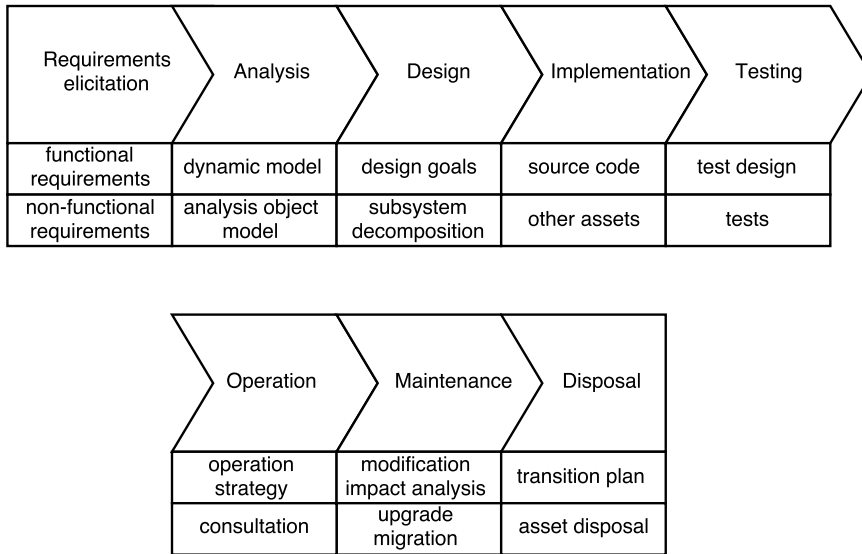 Requirements
elicitation
Analysis
Design
Implementation
Testing
functional
requirements
dynamic model
design goals
source code
test design
non-functional
requirements
analysis object
model
subsystem
decomposition
other assets
tests
Operation
Maintenance
Disposal
operation
strategy
modification
impact analysis
transition plan
consultation
upgrade
migration
asset disposal